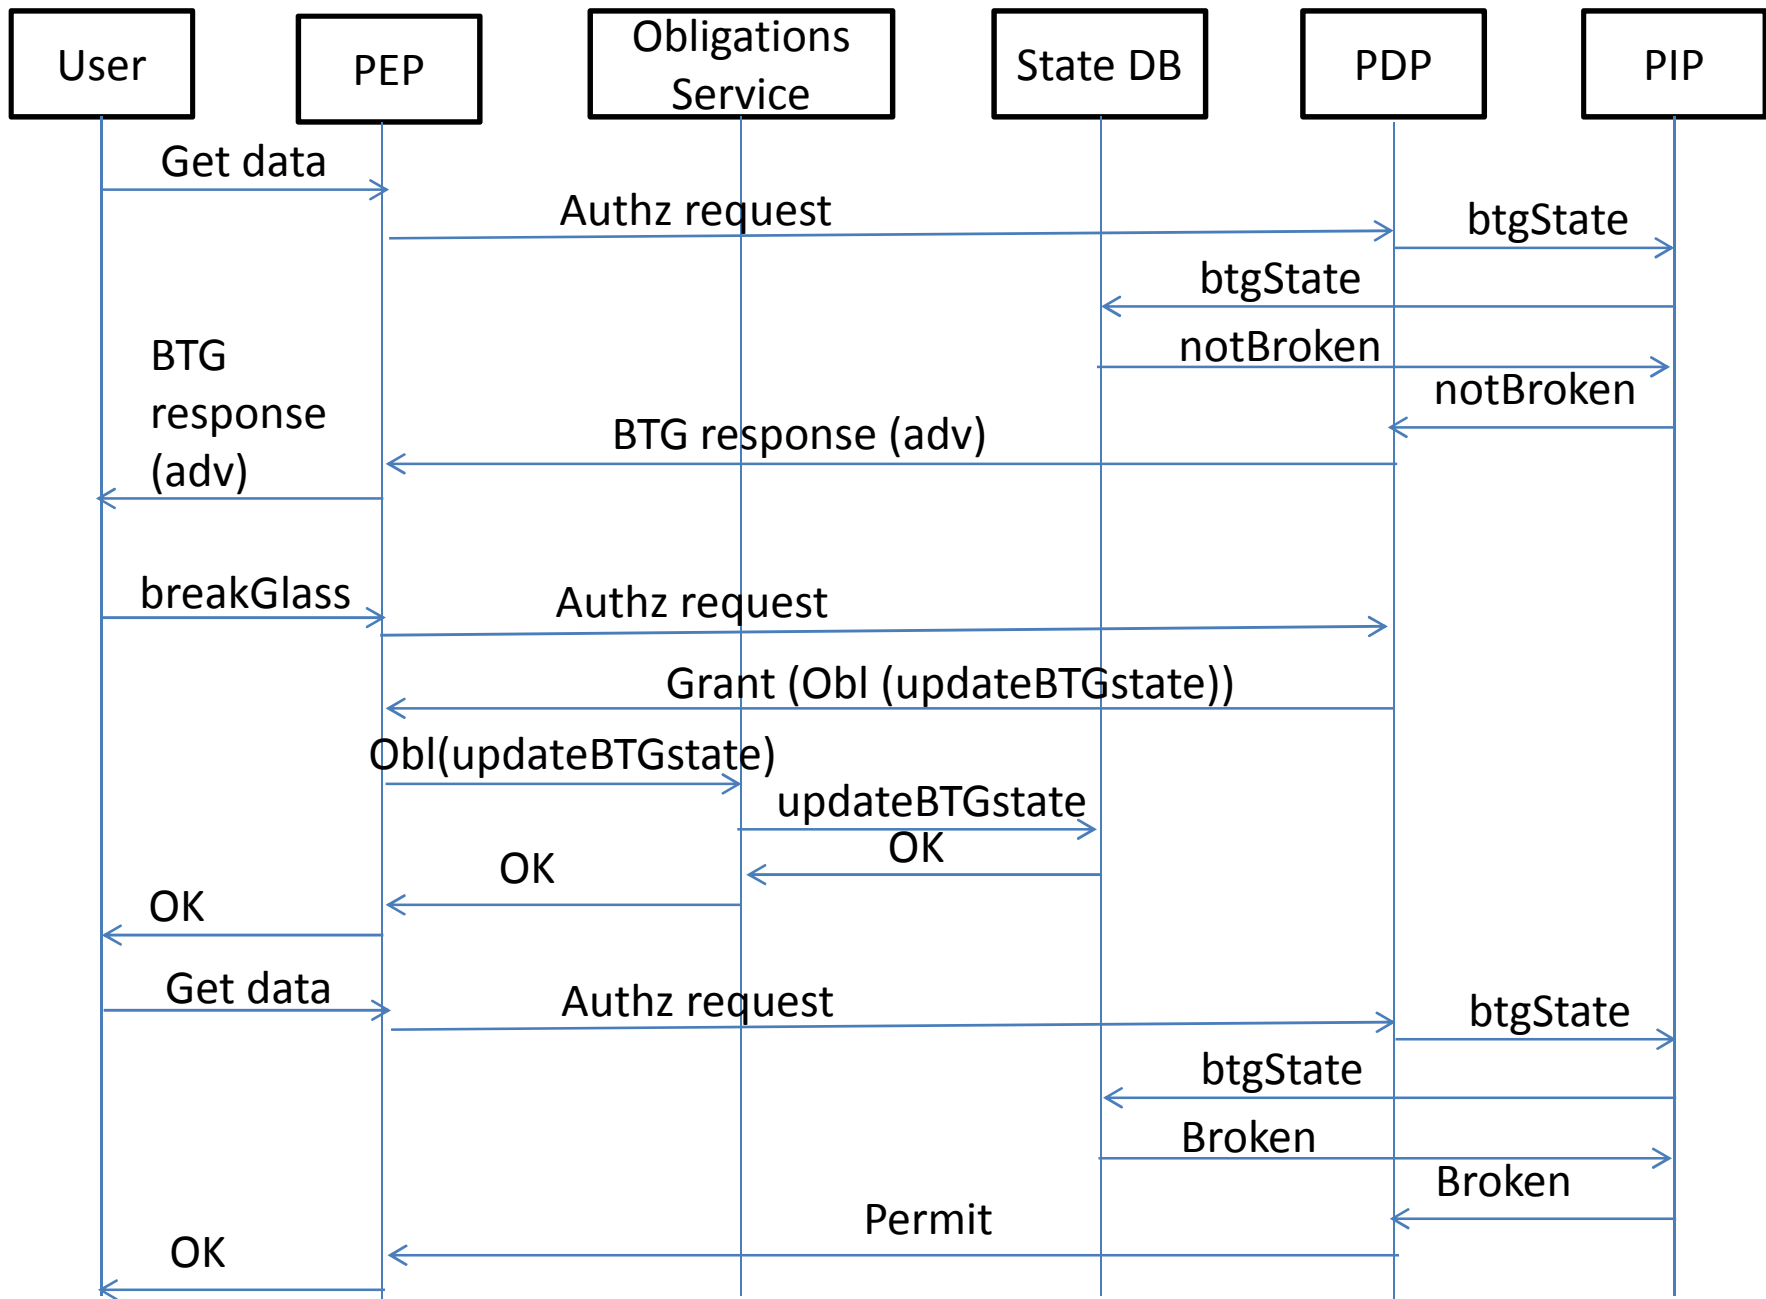 User
PEP
Obligations
Service
State DB
PDP
PIP
Get data
Authz request
btgState
btgState
notBroken
notBroken
BTG
response
(adv)
BTG response (adv)
breakGlass
Authz request
Grant (Obl (updateBTGstate))
Obl(updateBTGstate)
updateBTGstate
OK
OK
OK
Get data
Authz request
btgState
btgState
Broken
Broken
Permit
OK